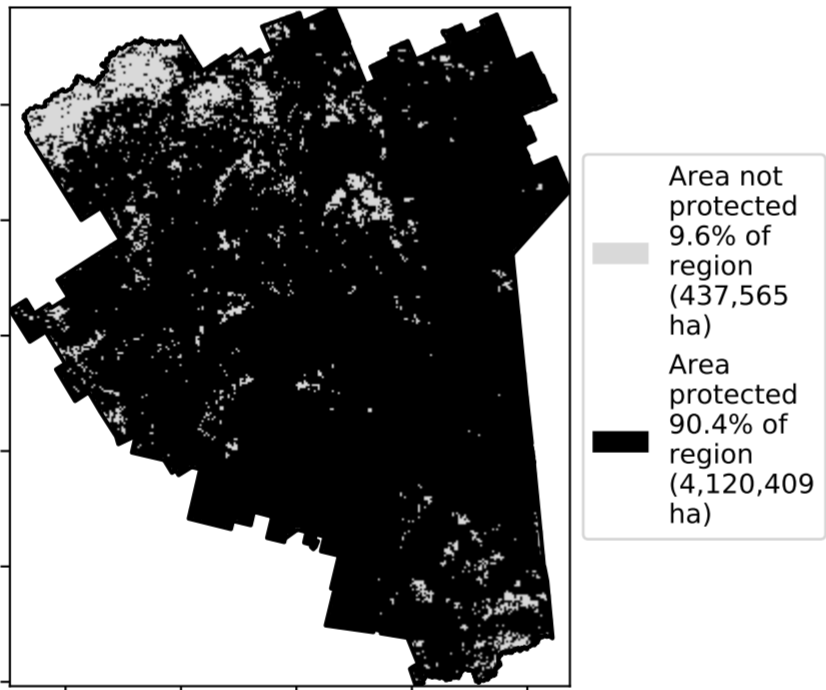 Area not
protected
9.6% of
region
(437,565
ha)
Area
protected
90.4% of
region
(4,120,409
ha)